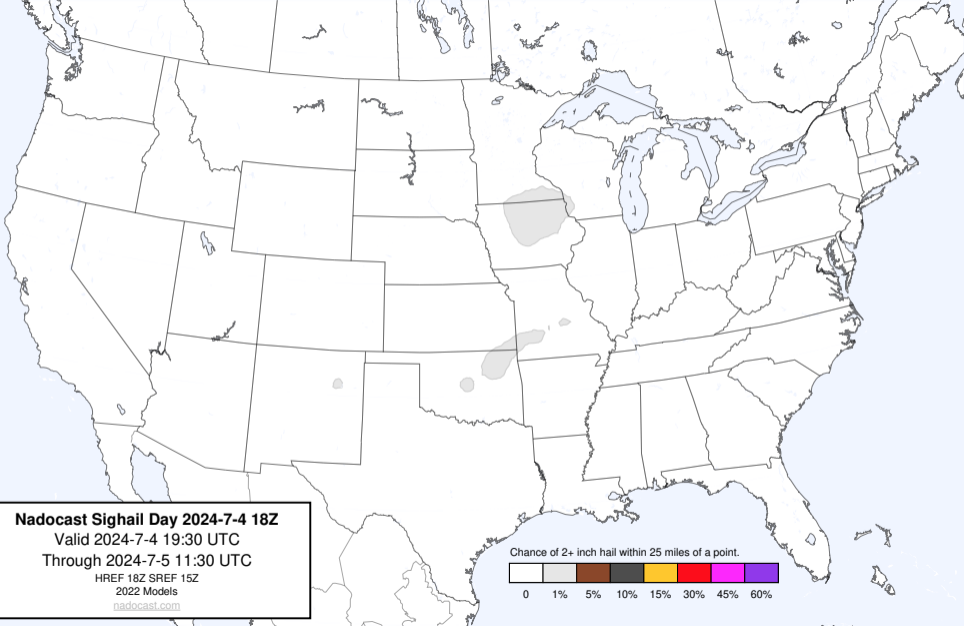 Nadocast Sighail Day 2024-7-4 18Z
Valid 2024-7-4 19:30 UTC
Through 2024-7-5 11:30 UTC
HREF 18Z SREF 15Z
2022 Models
nadocast.com
Chance of 2+ inch hail within 25 miles of a point.
0 1% 5% 10% 15% 30% 45% 60%